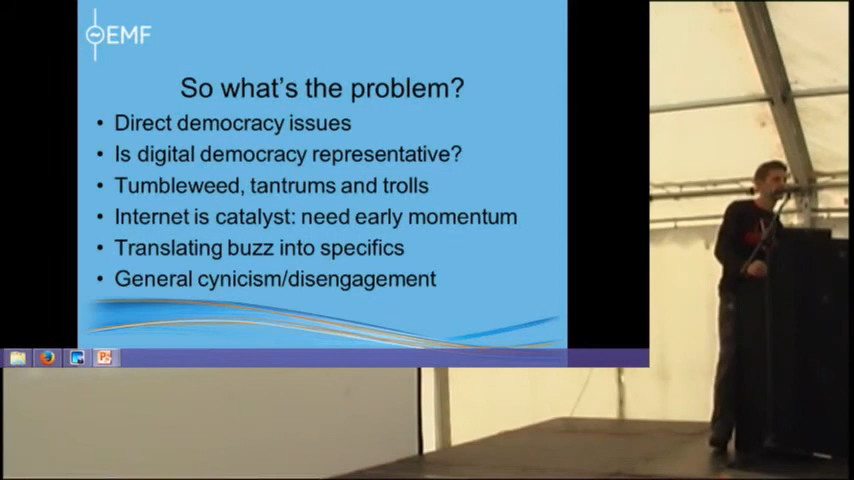 EMF
So what's the problem?
• Direct democracy issues
• Is digital democracy representative?
• Tumbleweed, tantrums and trolls
• Internet is catalyst: need early momentum
• Translating buzz into specifics
• General cynicism/disengagement